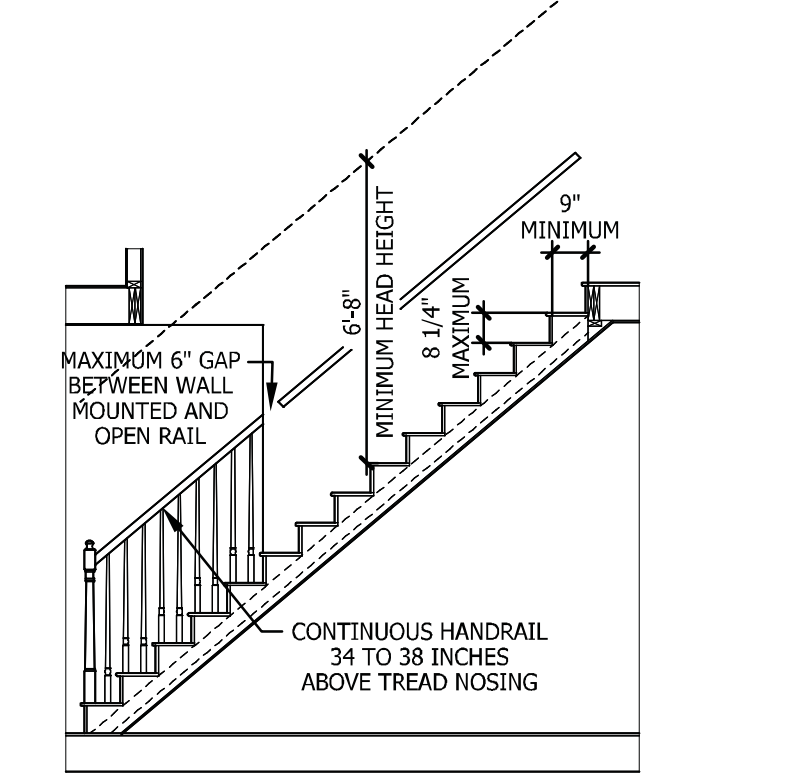 9"
MINIMUM
6'-8"
MINIMUM HEAD HEIGHT
8 1/4"
MAXIMUM
MAXIMUM 6" GAP
BETWEEN WALL
MOUNTED AND
OPEN RAIL
CONTINUOUS HANDRAIL
34 TO 38 INCHES
ABOVE TREAD NOSING